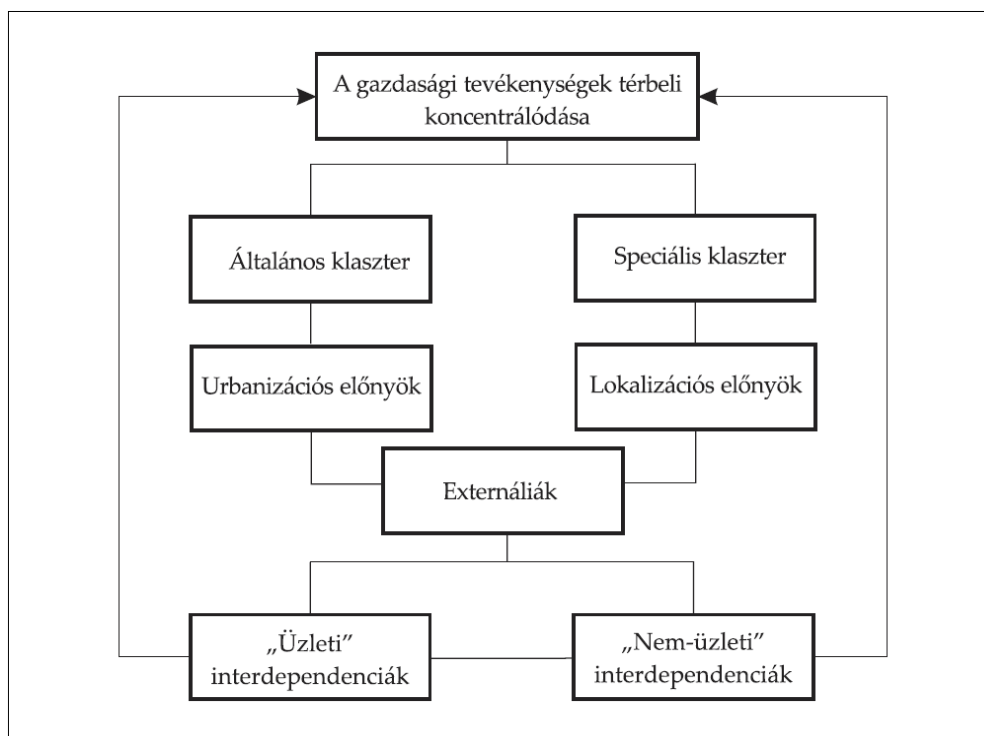 A gazdasági tevékenységek térbeli
koncentrálódása
Általános klaszter
Speciális klaszter
Urbanizációs előnyök
Lokalizációs előnyök
Externáliák
„Üzleti”
interdependenciák
„Nem-üzleti”
interdependenciák